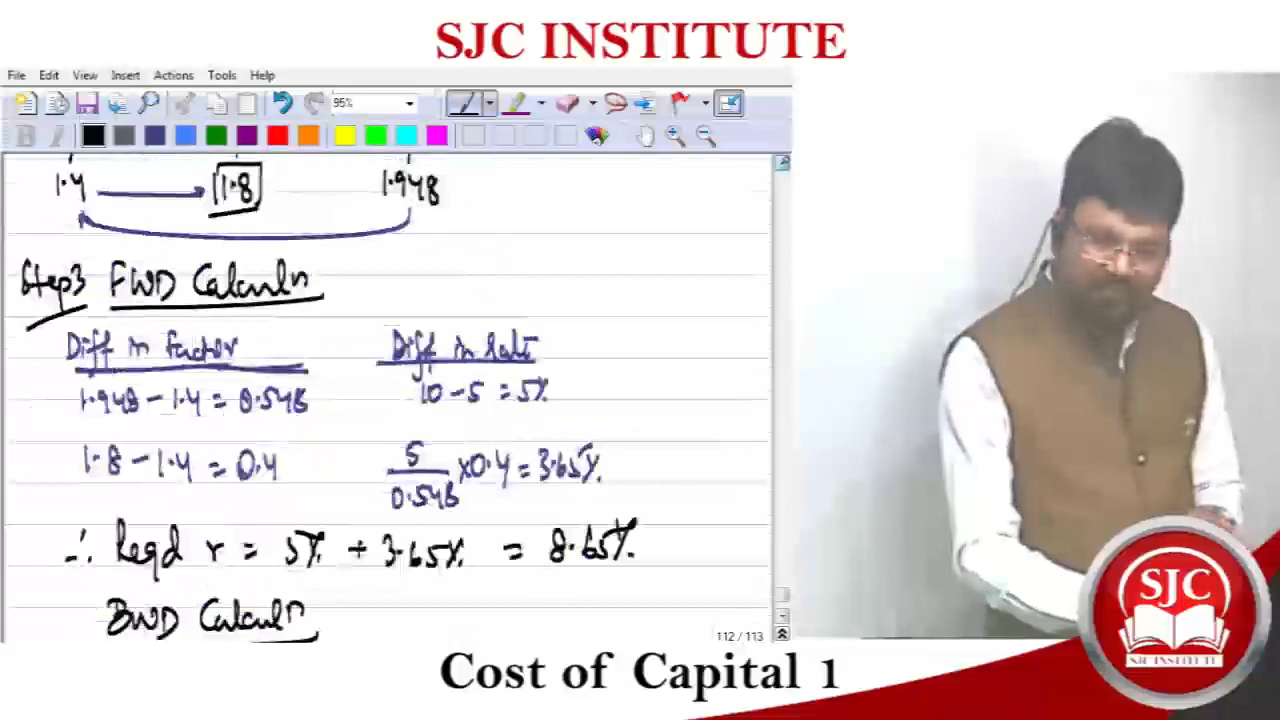 SJC INSTITUTE
File Edit View Insert Actions Tools Help
95%
1.4 1.8 1.948
Step3 FWD Calculn
Diff in Factor Diff in Rate
1.948 - 1.4 = 0.548 10 - 5 = 5%
1.8 - 1.4 = 0.4 5/0.548 x 0.4 = 3.65%
∴ Reqd r = 5% + 3.65% = 8.65%
BWD Calculn
112 / 113
SJC
SJC INSTITUTE
Cost of Capital 1